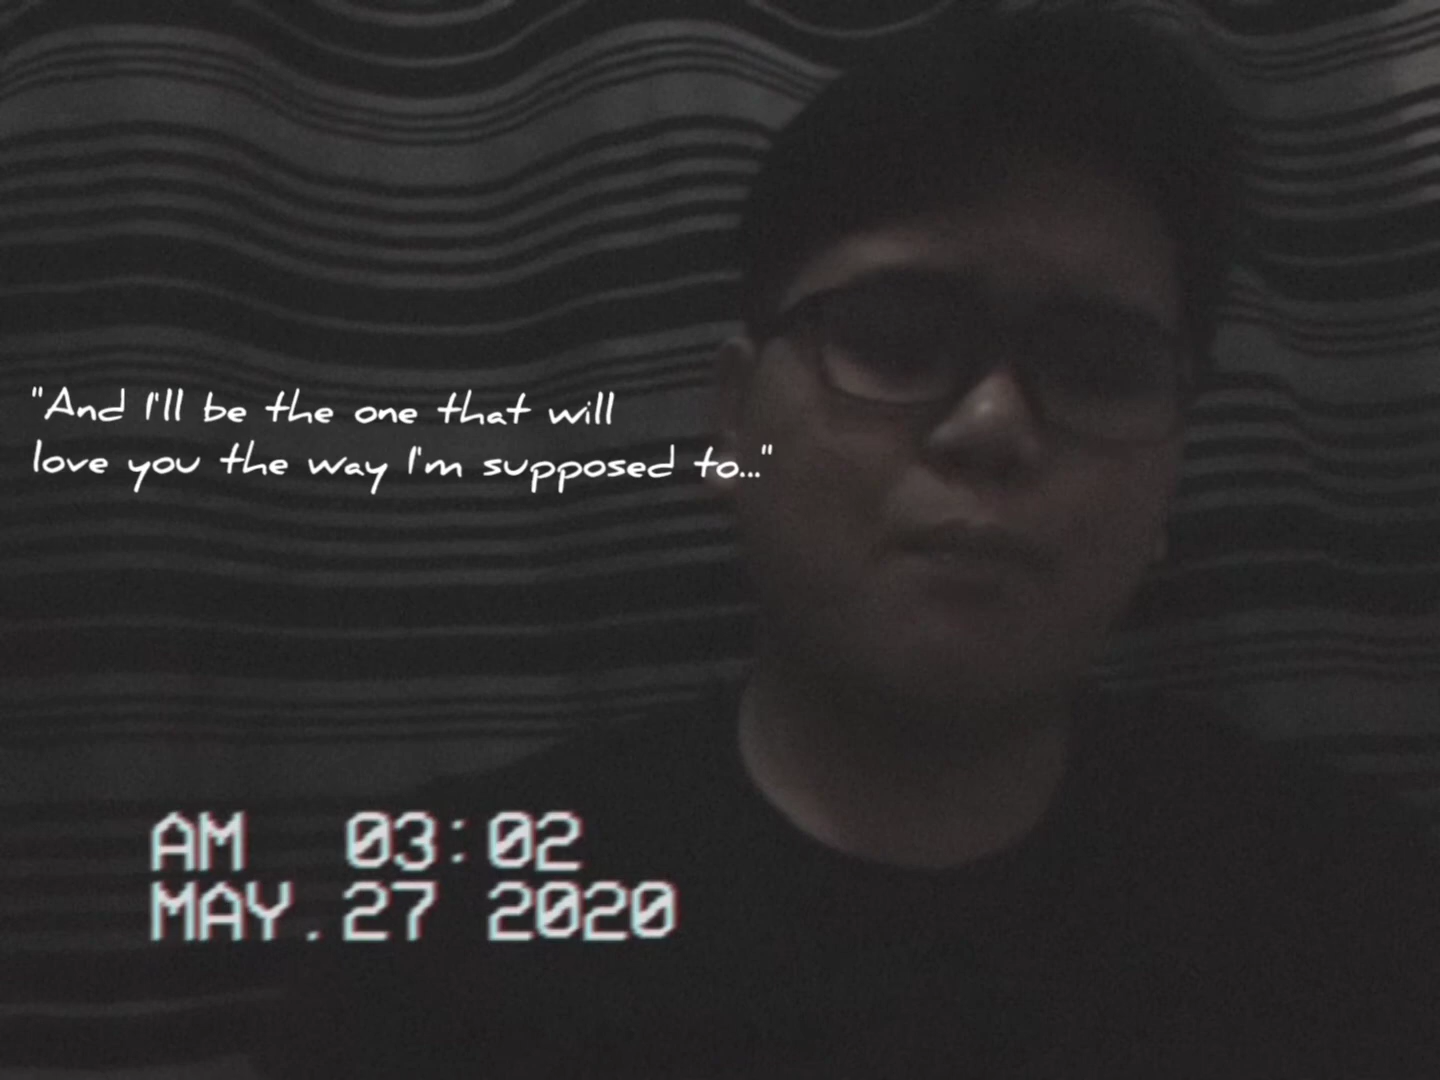 "And I'll be the one that will
love you the way I'm supposed to..."
AM 03:02
MAY.27 2020